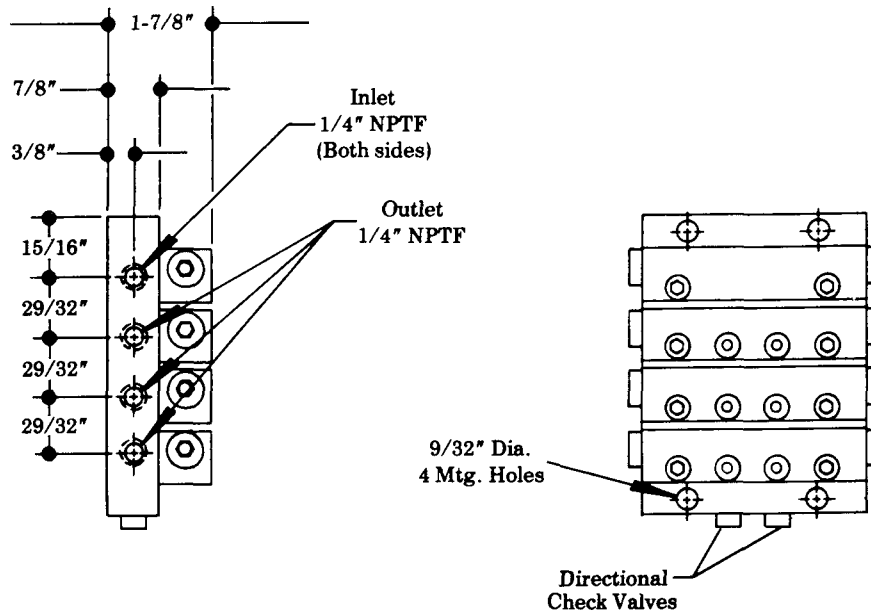 1-7/8"
7/8"
3/8"
Inlet
1/4" NPTF
(Both sides)
Outlet
1/4" NPTF
15/16"
29/32"
29/32"
29/32"
9/32" Dia.
4 Mtg. Holes
Directional
Check Valves